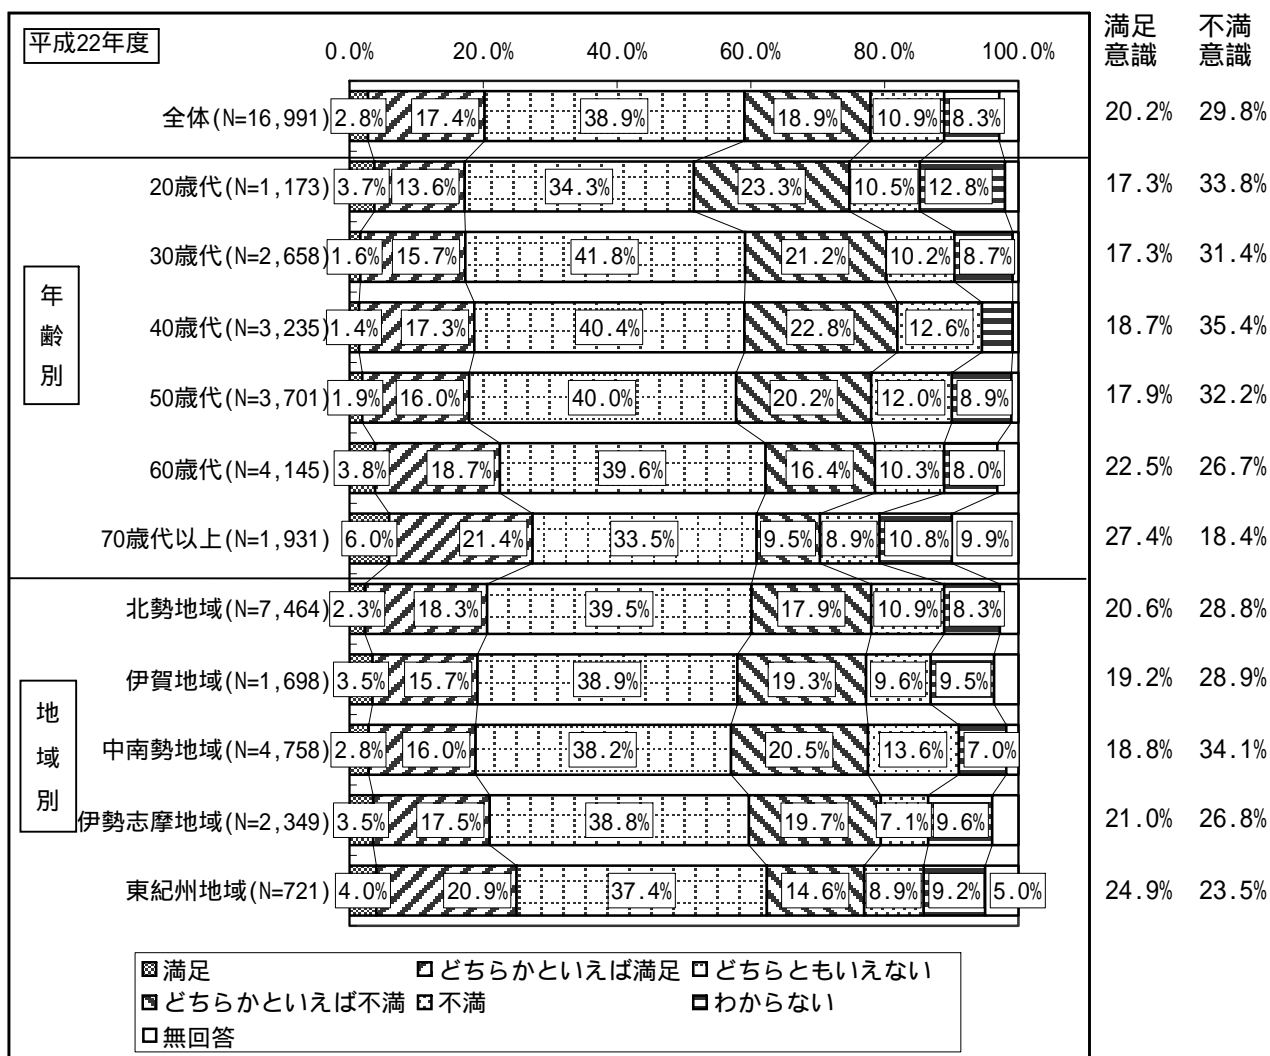 平成22年度
0.0% 20.0% 40.0% 60.0% 80.0% 100.0%
満足意識 不満意識
全体(N=16,991) 2.8% 17.4% 38.9% 18.9% 10.9% 8.3% 20.2% 29.8%
年齢別
20歳代(N=1,173) 3.7% 13.6% 34.3% 23.3% 10.5% 12.8% 17.3% 33.8%
30歳代(N=2,658) 1.6% 15.7% 41.8% 21.2% 10.2% 8.7% 17.3% 31.4%
40歳代(N=3,235) 1.4% 17.3% 40.4% 22.8% 12.6% 18.7% 35.4%
50歳代(N=3,701) 1.9% 16.0% 40.0% 20.2% 12.0% 8.9% 17.9% 32.2%
60歳代(N=4,145) 3.8% 18.7% 39.6% 16.4% 10.3% 8.0% 22.5% 26.7%
70歳代以上(N=1,931) 6.0% 21.4% 33.5% 9.5% 8.9% 10.8% 9.9% 27.4% 18.4%
地域別
北勢地域(N=7,464) 2.3% 18.3% 39.5% 17.9% 10.9% 8.3% 20.6% 28.8%
伊賀地域(N=1,698) 3.5% 15.7% 38.9% 19.3% 9.6% 9.5% 19.2% 28.9%
中南勢地域(N=4,758) 2.8% 16.0% 38.2% 20.5% 13.6% 7.0% 18.8% 34.1%
伊勢志摩地域(N=2,349) 3.5% 17.5% 38.8% 19.7% 7.1% 9.6% 21.0% 26.8%
東紀州地域(N=721) 4.0% 20.9% 37.4% 14.6% 8.9% 9.2% 5.0% 24.9% 23.5%
満足 どちらかといえば満足 どちらともいえない
どちらかといえば不満 不満 わからない
無回答